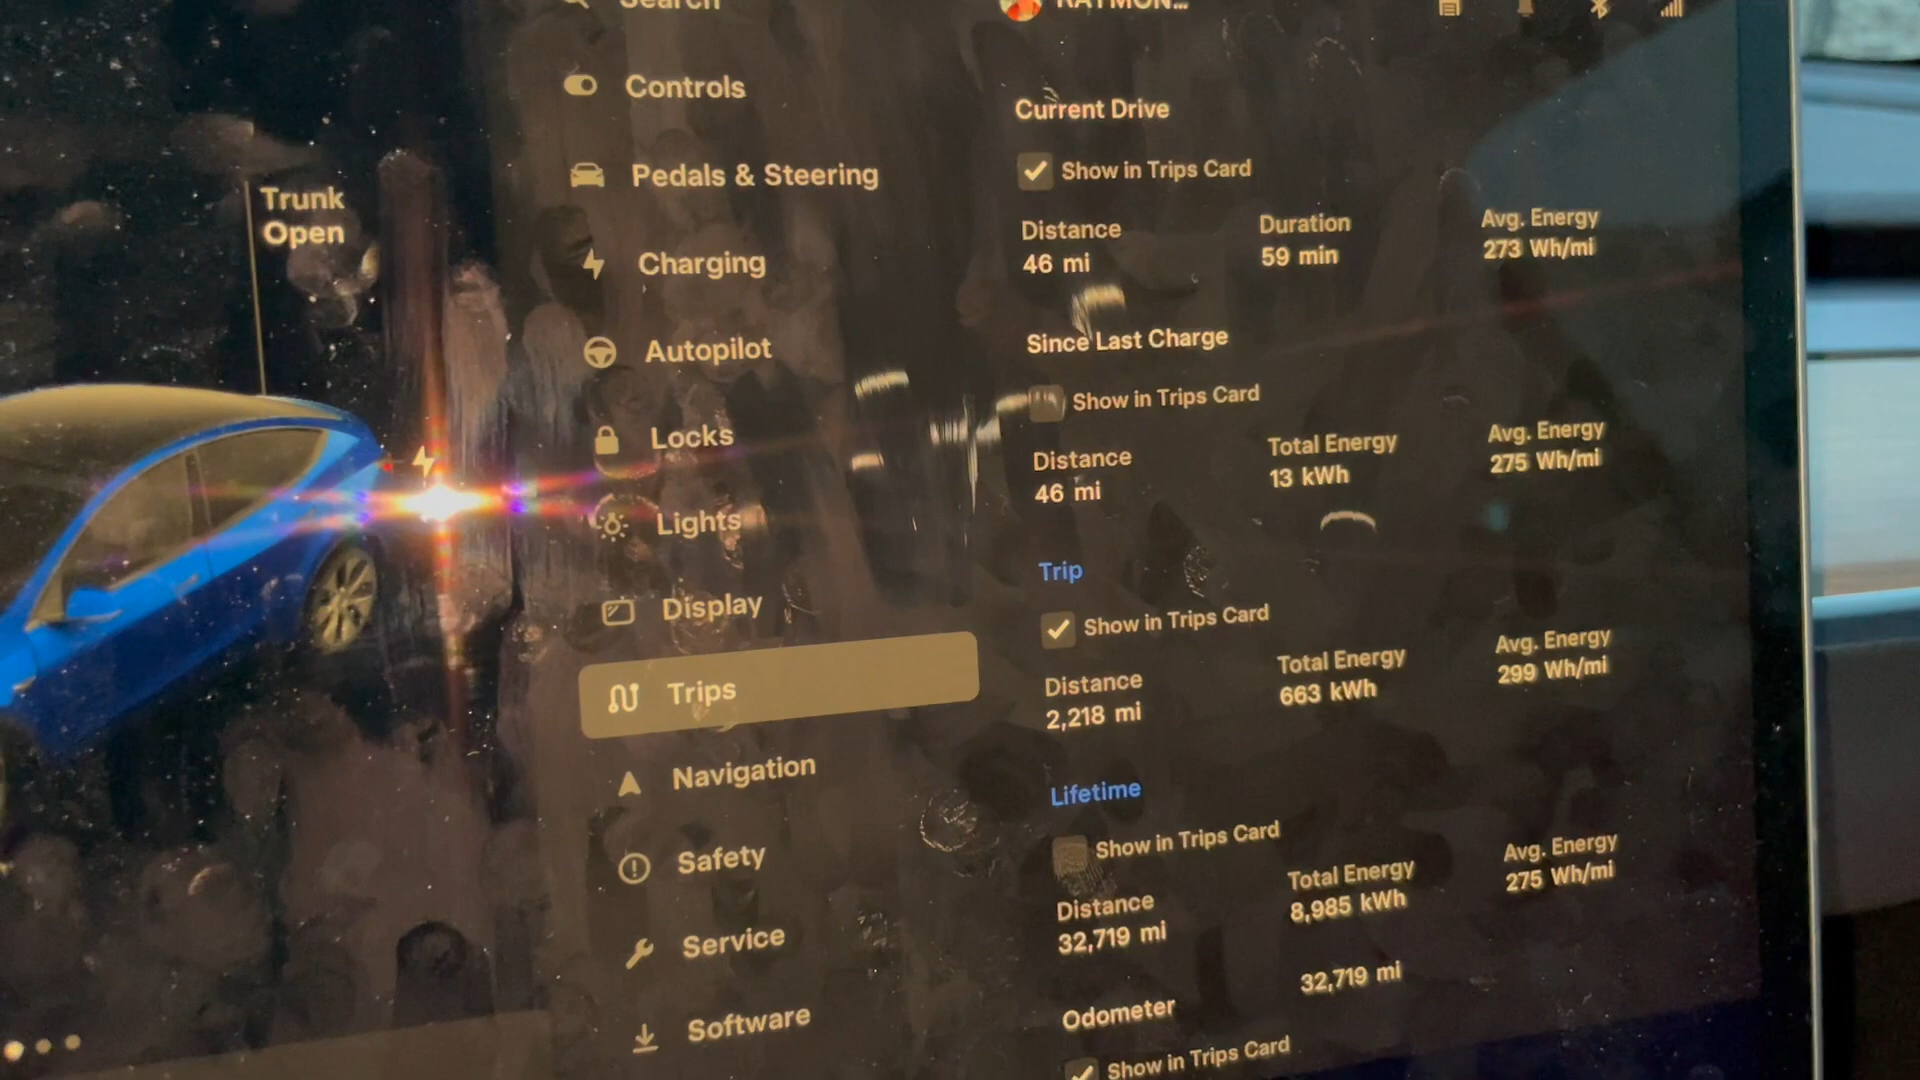 Search
RAYMON...
Controls
Pedals & Steering
Charging
Autopilot
Locks
Lights
Display
Trips
Navigation
Safety
Service
Software
Trunk
Open
Current Drive
Show in Trips Card
Distance
46 mi
Duration
59 min
Avg. Energy
273 Wh/mi
Since Last Charge
Show in Trips Card
Distance
46 mi
Total Energy
13 kWh
Avg. Energy
275 Wh/mi
Trip
Show in Trips Card
Distance
2,218 mi
Total Energy
663 kWh
Avg. Energy
299 Wh/mi
Lifetime
Show in Trips Card
Distance
32,719 mi
Total Energy
8,985 kWh
Avg. Energy
275 Wh/mi
Odometer
32,719 mi
Show in Trips Card